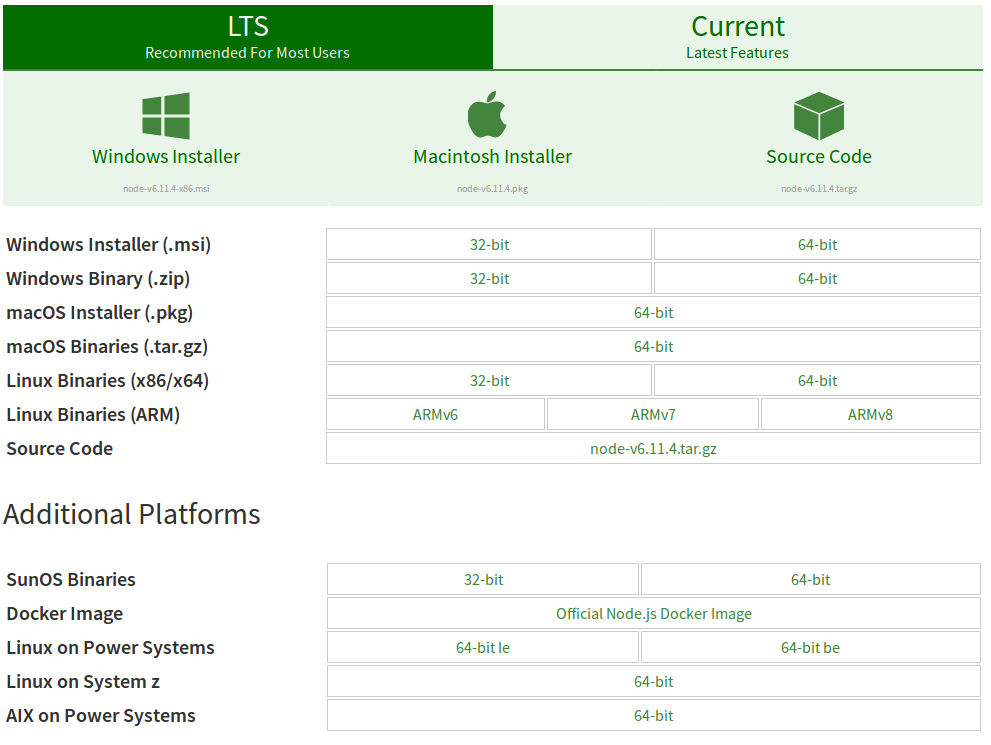 LTS
Recommended For Most Users
Current
Latest Features
Windows Installer
node-v6.11.4-x86.msi
Macintosh Installer
node-v6.11.4.pkg
Source Code
node-v6.11.4.tar.gz
Windows Installer (.msi) 32-bit 64-bit
Windows Binary (.zip) 32-bit 64-bit
macOS Installer (.pkg) 64-bit
macOS Binaries (.tar.gz) 64-bit
Linux Binaries (x86/x64) 32-bit 64-bit
Linux Binaries (ARM) ARMv6 ARMv7 ARMv8
Source Code node-v6.11.4.tar.gz
Additional Platforms
SunOS Binaries 32-bit 64-bit
Docker Image Official Node.js Docker Image
Linux on Power Systems 64-bit le 64-bit be
Linux on System z 64-bit
AIX on Power Systems 64-bit